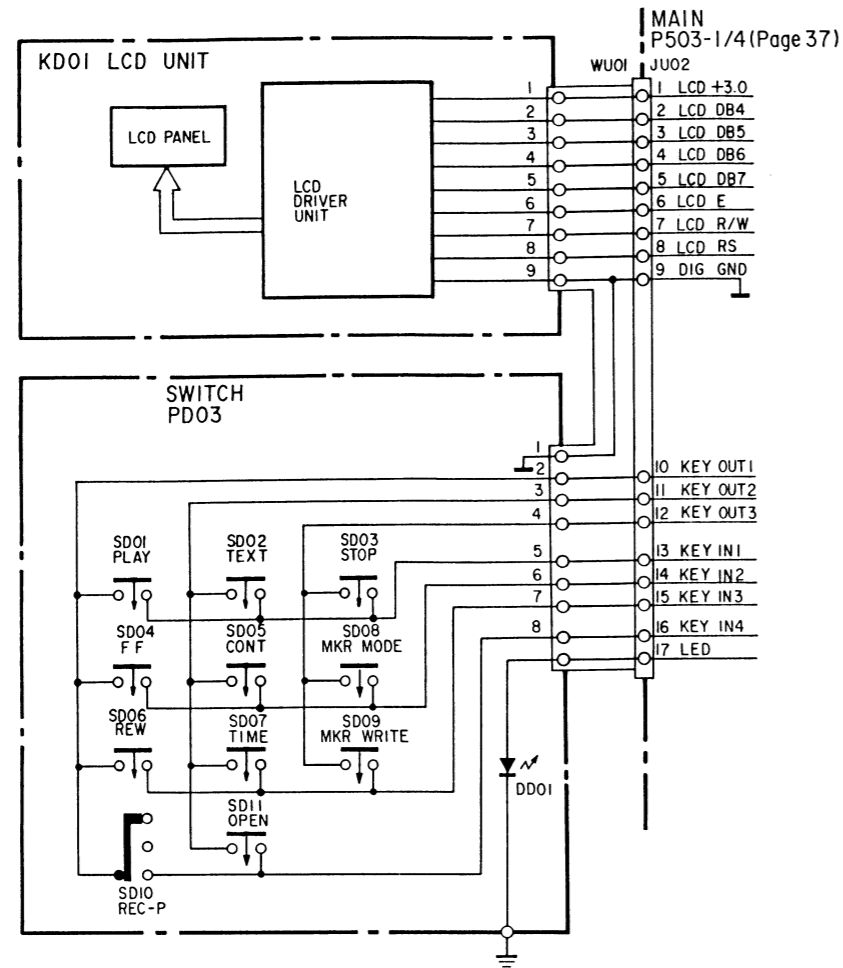 MAIN
P503-1/4(Page 37)
KD01 LCD UNIT
WU01 JU02
LCD PANEL
LCD
DRIVER
UNIT
1 1 LCD +3.0
2 2 LCD DB4
3 3 LCD DB5
4 4 LCD DB6
5 5 LCD DB7
6 6 LCD E
7 7 LCD R/W
8 8 LCD RS
9 9 DIG GND
SWITCH
PD03
1
2 10 KEY OUT1
3 11 KEY OUT2
4 12 KEY OUT3
5 13 KEY IN1
6 14 KEY IN2
7 15 KEY IN3
8 16 KEY IN4
17 LED
SD01
PLAY
SD02
TEXT
SD03
STOP
SD04
FF
SD05
CONT
SD08
MKR MODE
SD06
REW
SD07
TIME
SD09
MKR WRITE
DD01
SD11
OPEN
SD10
REC-P